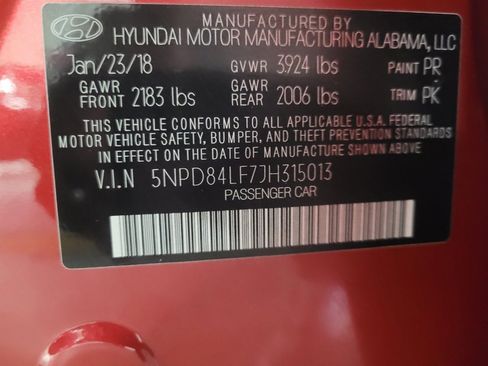 MANUFACTURED BY
HYUNDAI MOTOR MANUFACTURING ALABAMA, LLC
Jan/23/18 GVWR 3924 lbs PAINT PR
GAWR FRONT 2183 lbs GAWR REAR 2006 lbs TRIM PK
THIS VEHICLE CONFORMS TO ALL APPLICABLE U.S.A. FEDERAL
MOTOR VEHICLE SAFETY, BUMPER, AND THEFT PREVENTION STANDARDS
IN EFFECT ON THE DATE OF MANUFACTURE SHOWN ABOVE.
V.I.N 5NPD84LF7JH315013
PASSENGER CAR